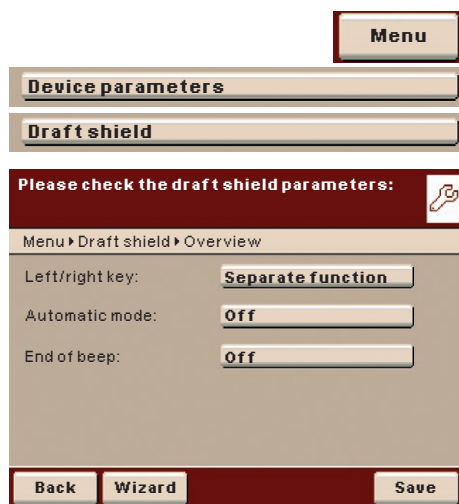 Menu
Device parameters
Draft shield
Please check the draft shield parameters:
Menu ▸ Draft shield ▸ Overview
Left/right key: Separate function
Automatic mode: Off
End of beep: Off
Back Wizard Save